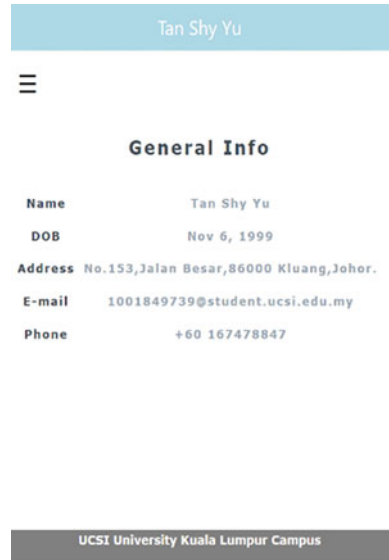 Tan Shy Yu
General Info
Name Tan Shy Yu
DOB Nov 6, 1999
Address No.153,Jalan Besar,86000 Kluang,Johor.
E-mail 1001849739@student.ucsi.edu.my
Phone +60 167478847
UCSI University Kuala Lumpur Campus